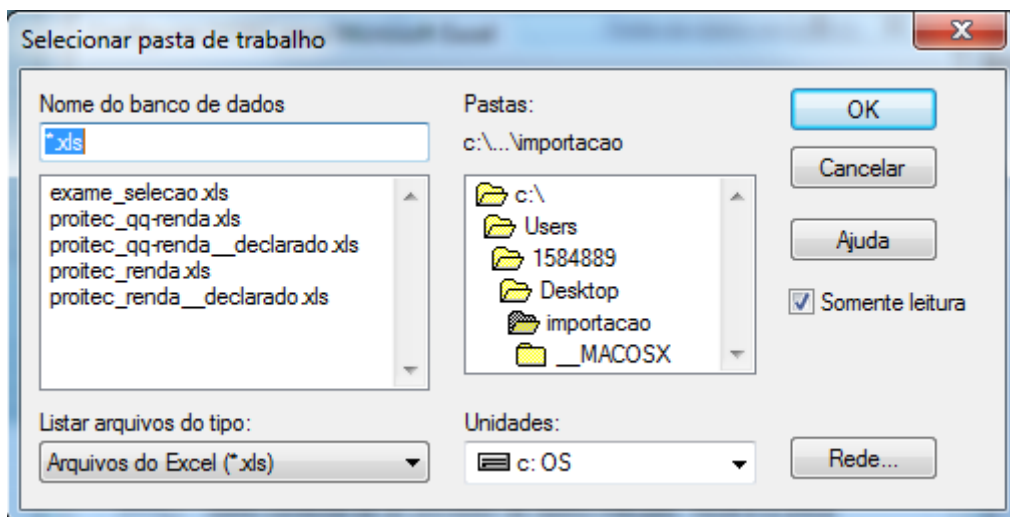 Selecionar pasta de trabalho
Nome do banco de dados
*.xls
exame_selecao.xls
proitec_qq-renda.xls
proitec_qq-renda__declarado.xls
proitec_renda.xls
proitec_renda__declarado.xls
Listar arquivos do tipo:
Arquivos do Excel (*.xls)
Pastas:
c:\...\importacao
c:\
Users
1584889
Desktop
importacao
__MACOSX
Unidades:
c: OS
OK
Cancelar
Ajuda
Somente leitura
Rede...